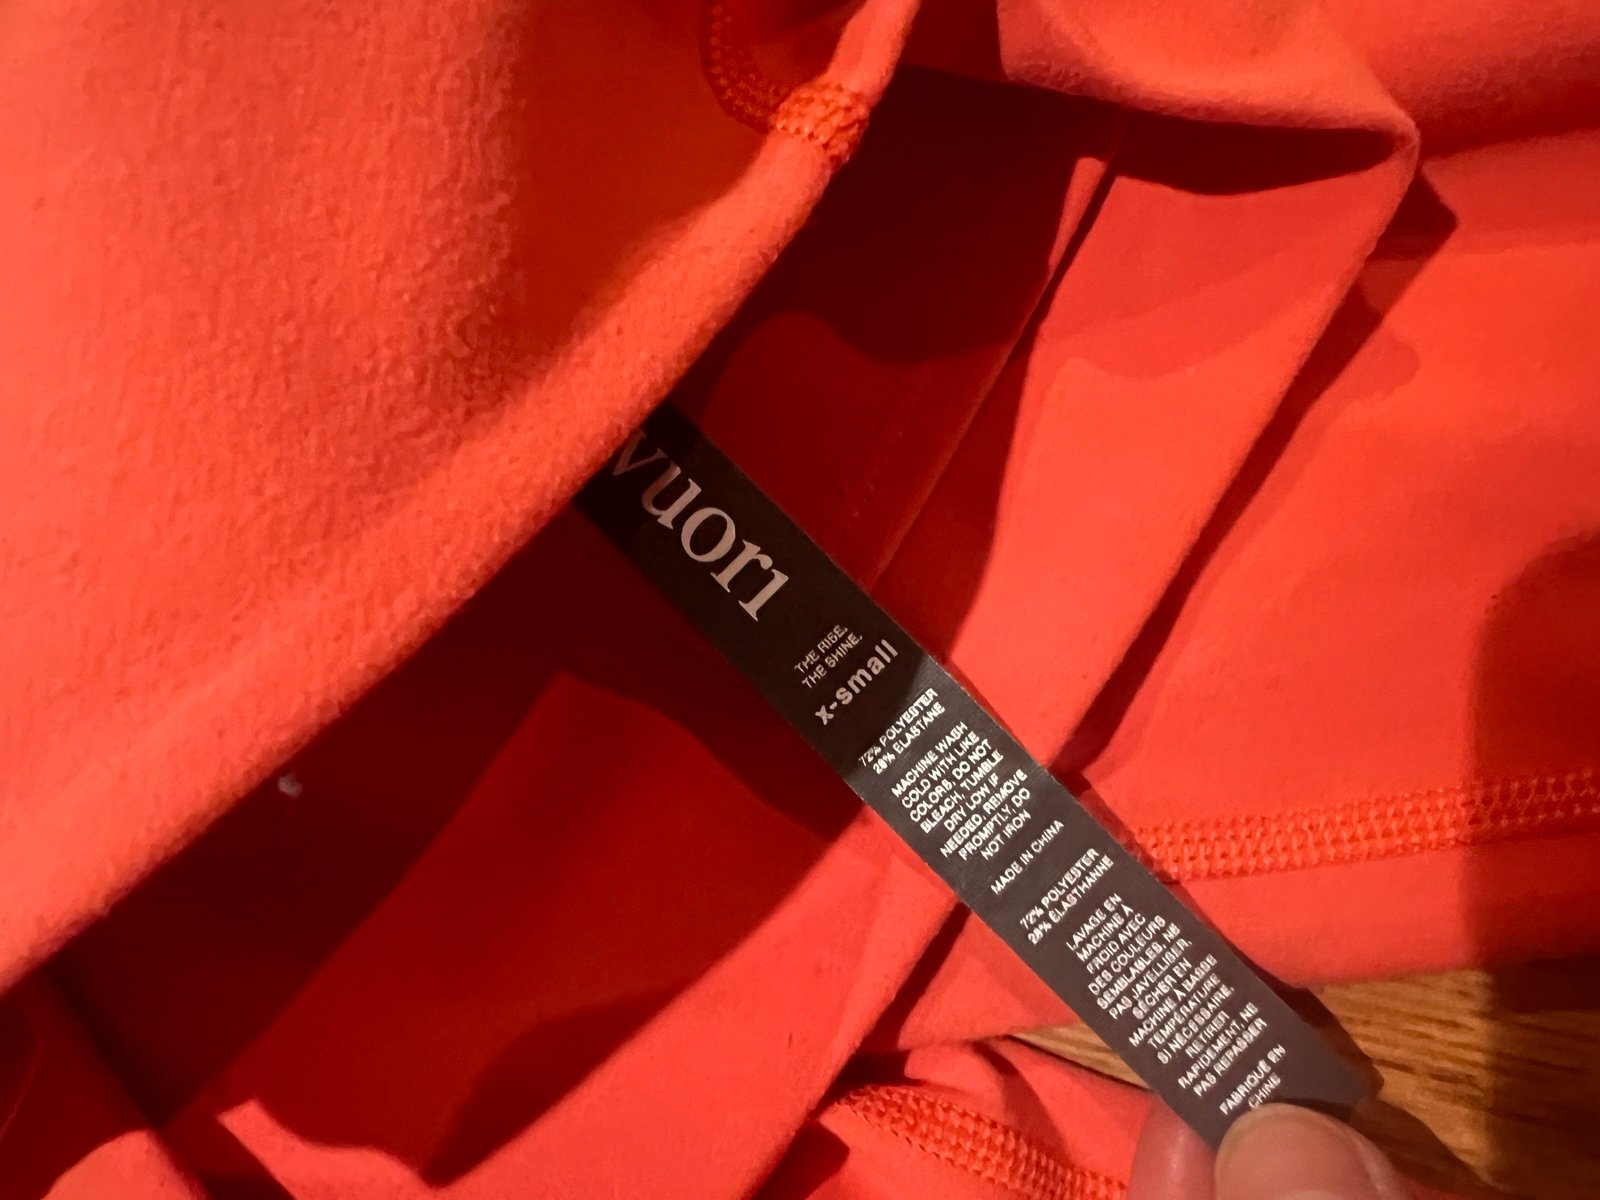 vuori
THE RISE.
THE SHINE.
x-small
72% POLYESTER
28% ELASTANE
MACHINE WASH
COLD WITH LIKE
COLORS, DO NOT
BLEACH, TUMBLE
DRY LOW IF
NEEDED, REMOVE
PROMPTLY, DO
NOT IRON
MADE IN CHINA
72% POLYESTER
28% ÉLASTHANNE
LAVAGE EN
MACHINE À
FROID AVEC
DES COULEURS
SEMBLABLES, NE
PAS JAVELLISER,
SÉCHER EN
MACHINE À BASSE
TEMPÉRATURE
SI NÉCESSAIRE,
RETIRER
RAPIDEMENT, NE
PAS REPASSER
FABRIQUÉ EN
CHINE